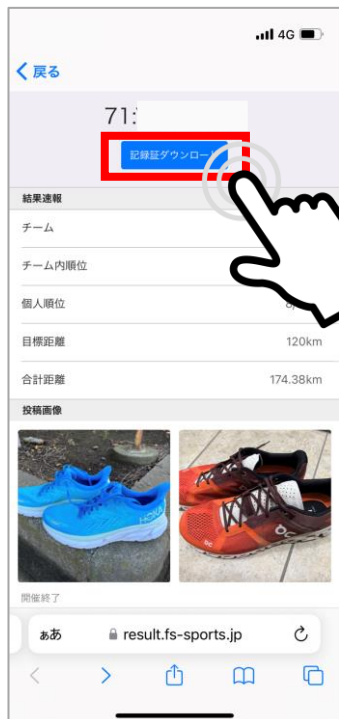 4G
戻る
71:
記録証ダウンロー
結果速報
チーム
チーム内順位
個人順位
目標距離 120km
合計距離 174.38km
投稿画像
HOKA
開催終了
ぁあ result.fs-sports.jp